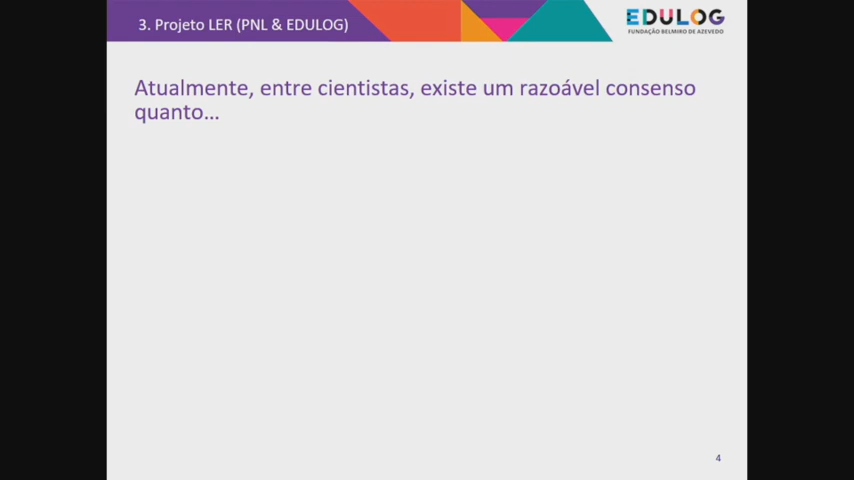 3. Projeto LER (PNL & EDULOG)
EDULOG
FUNDAÇÃO BELMIRO DE AZEVEDO
Atualmente, entre cientistas, existe um razoável consenso
quanto...
4